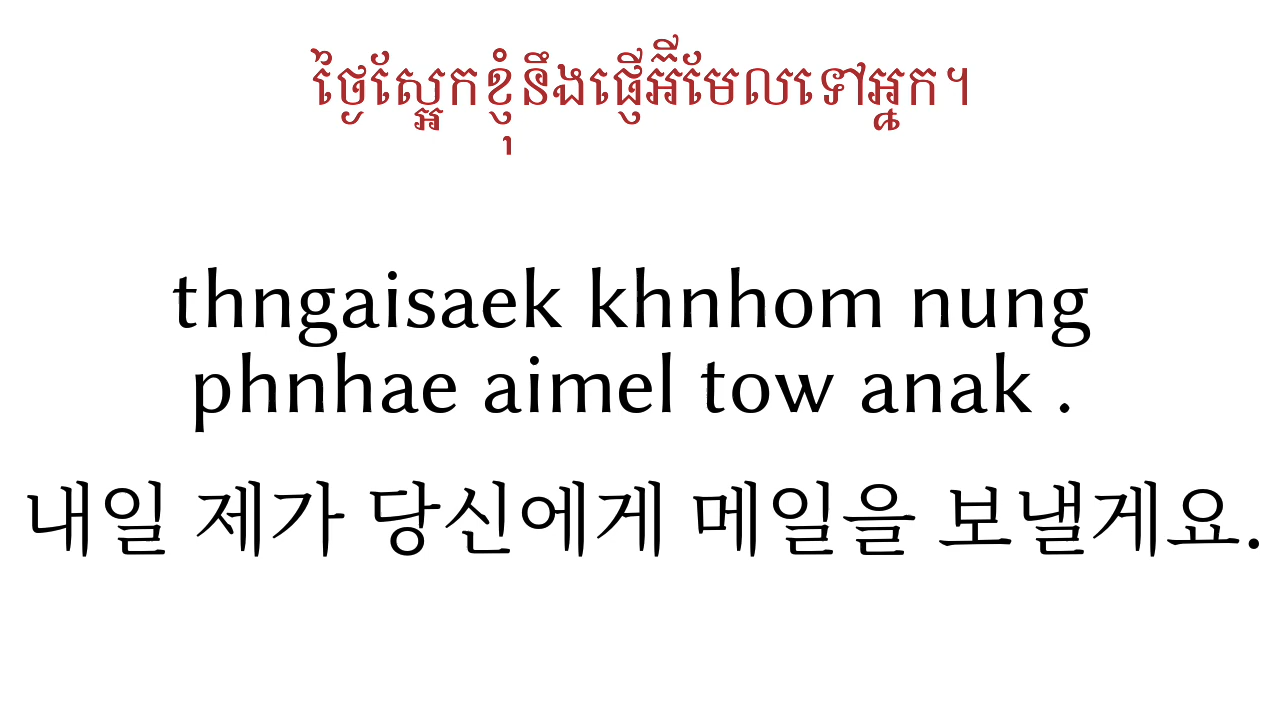 ថ្ងៃស្អែកខ្ញុំនឹងផ្ញើអ៊ីមែលទៅអ្នក។
thngaisaek khnhom nung
phnhae aimel tow anak .
내일 제가 당신에게 메일을 보낼게요.